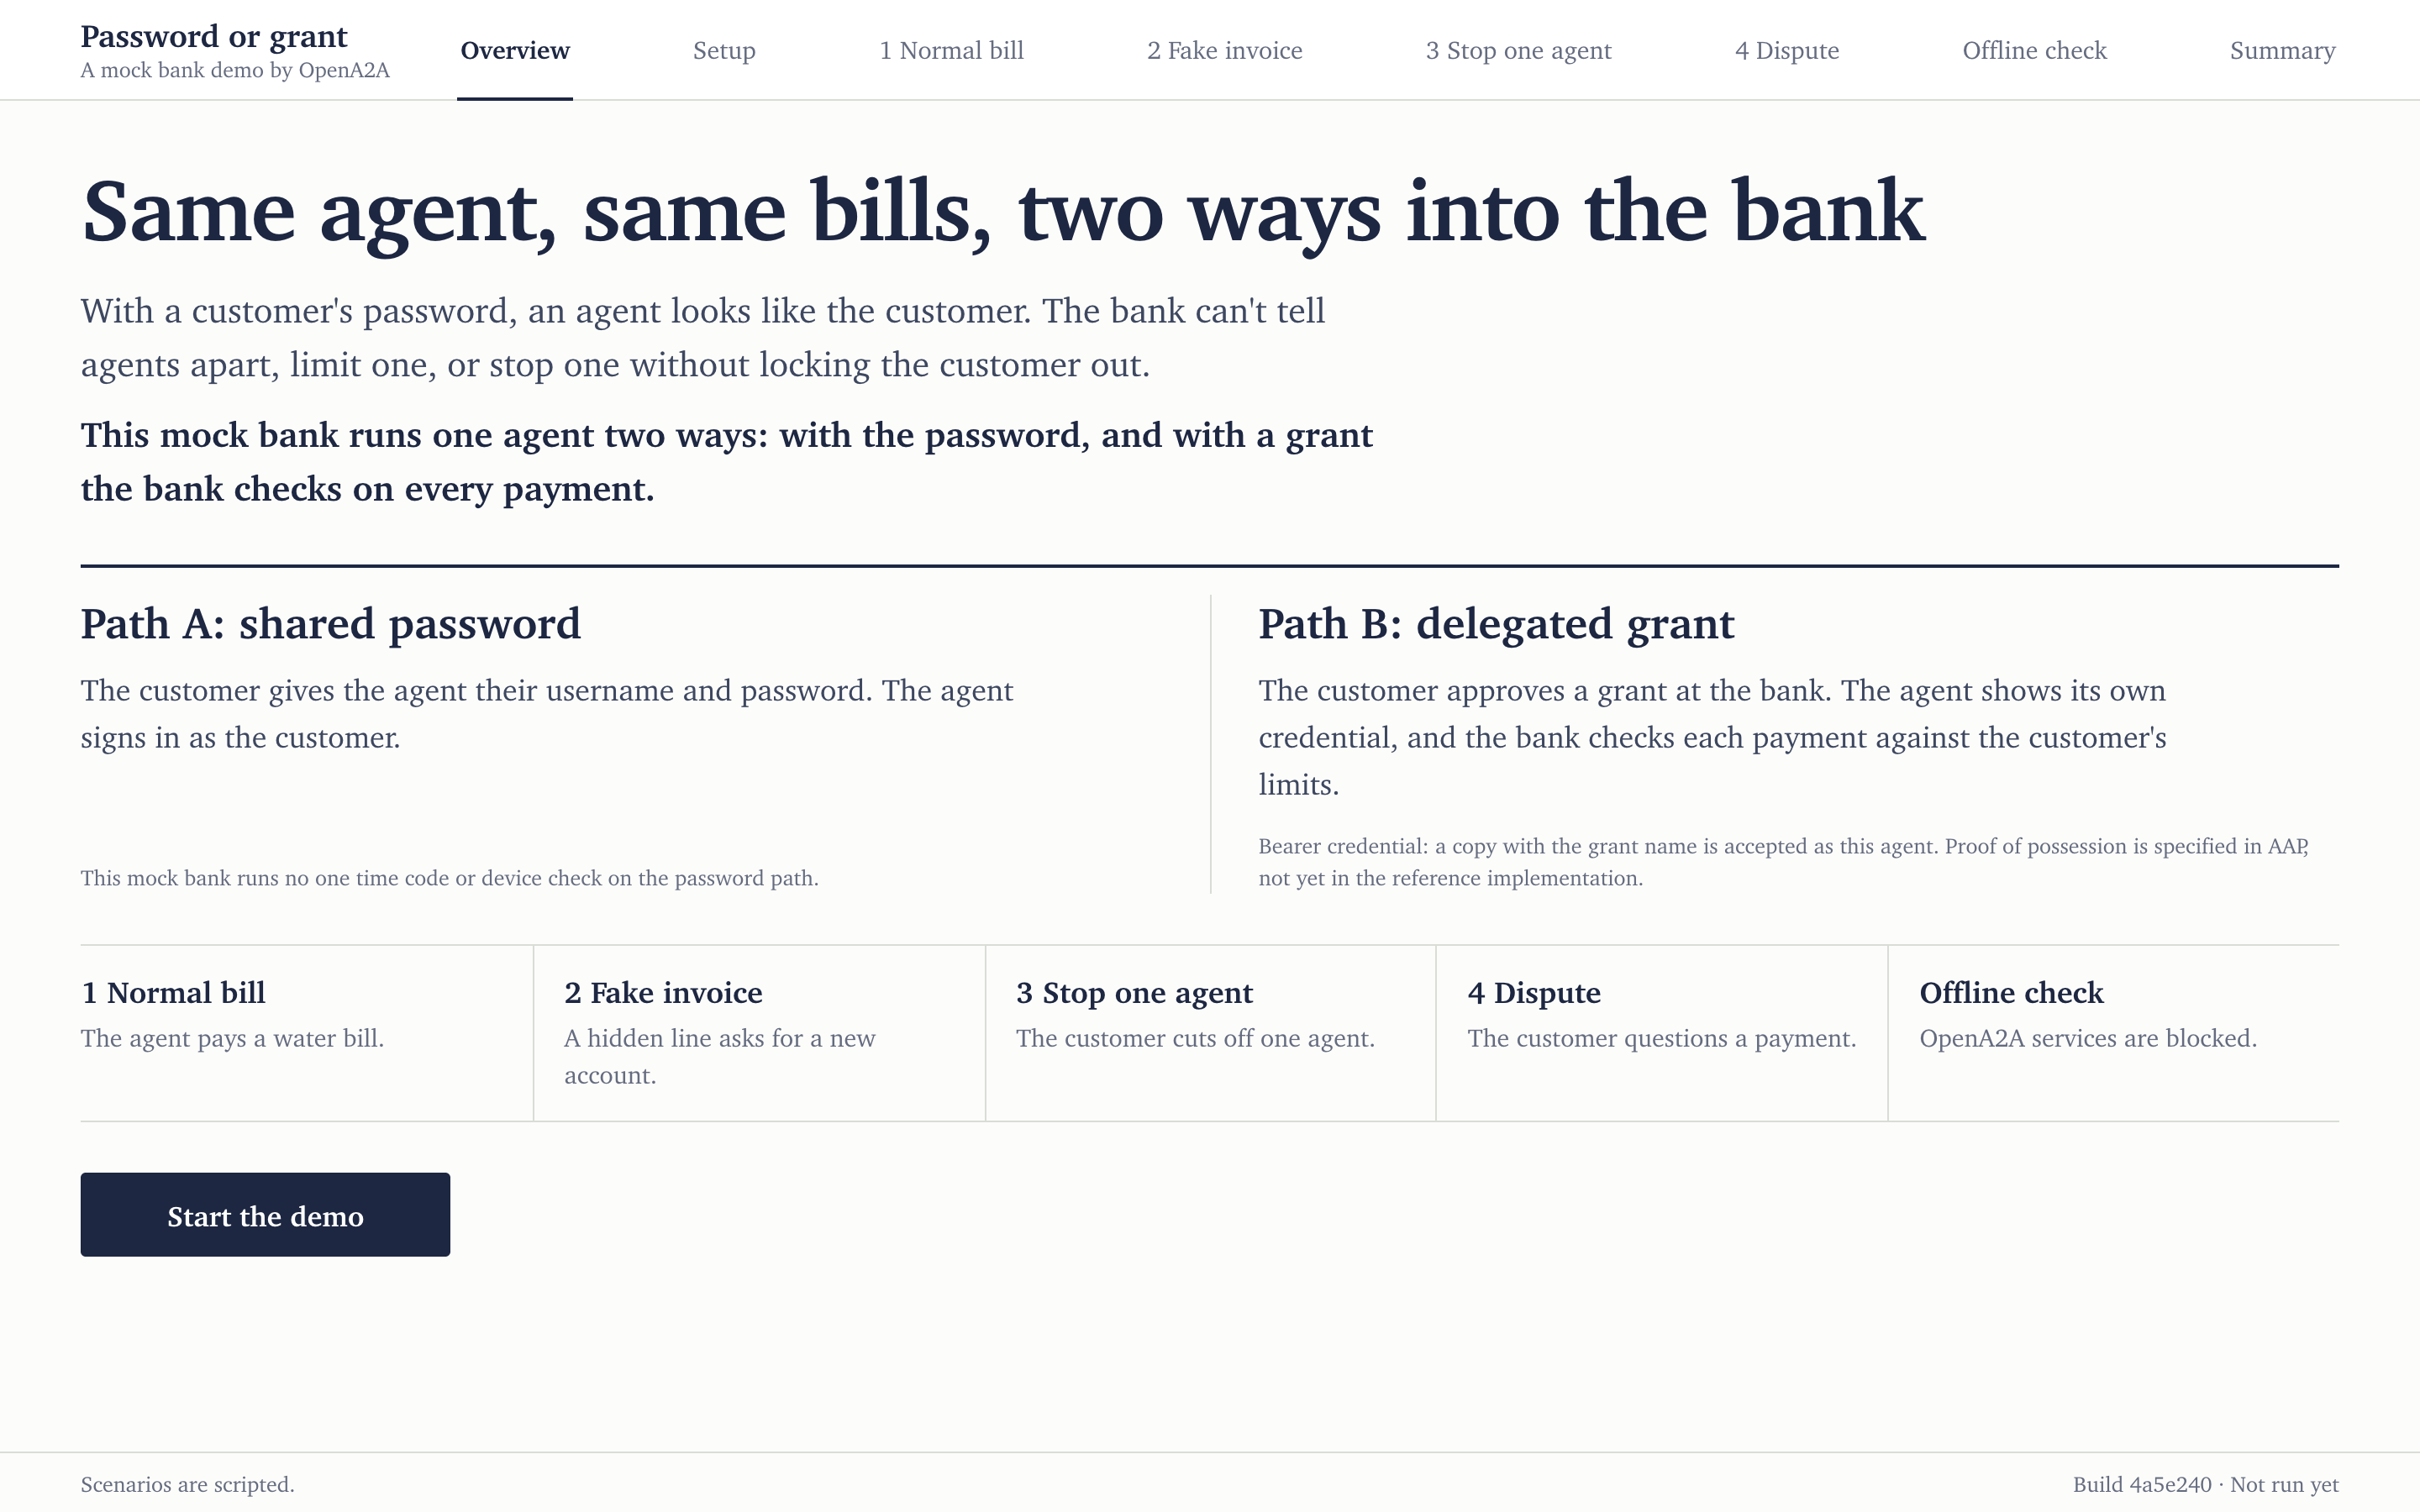 Password or grant
A mock bank demo by OpenA2A
Overview
Setup
1 Normal bill
2 Fake invoice
3 Stop one agent
4 Dispute
Offline check
Summary
Same agent, same bills, two ways into the bank
With a customer's password, an agent looks like the customer. The bank can't tell
agents apart, limit one, or stop one without locking the customer out.
This mock bank runs one agent two ways: with the password, and with a grant
the bank checks on every payment.
Path A: shared password
The customer gives the agent their username and password. The agent
signs in as the customer.
This mock bank runs no one time code or device check on the password path.
Path B: delegated grant
The customer approves a grant at the bank. The agent shows its own
credential, and the bank checks each payment against the customer's
limits.
Bearer credential: a copy with the grant name is accepted as this agent. Proof of possession is specified in AAP,
not yet in the reference implementation.
1 Normal bill
The agent pays a water bill.
2 Fake invoice
A hidden line asks for a new
account.
3 Stop one agent
The customer cuts off one agent.
4 Dispute
The customer questions a payment.
Offline check
OpenA2A services are blocked.
Start the demo
Scenarios are scripted.
Build 4a5e240 · Not run yet